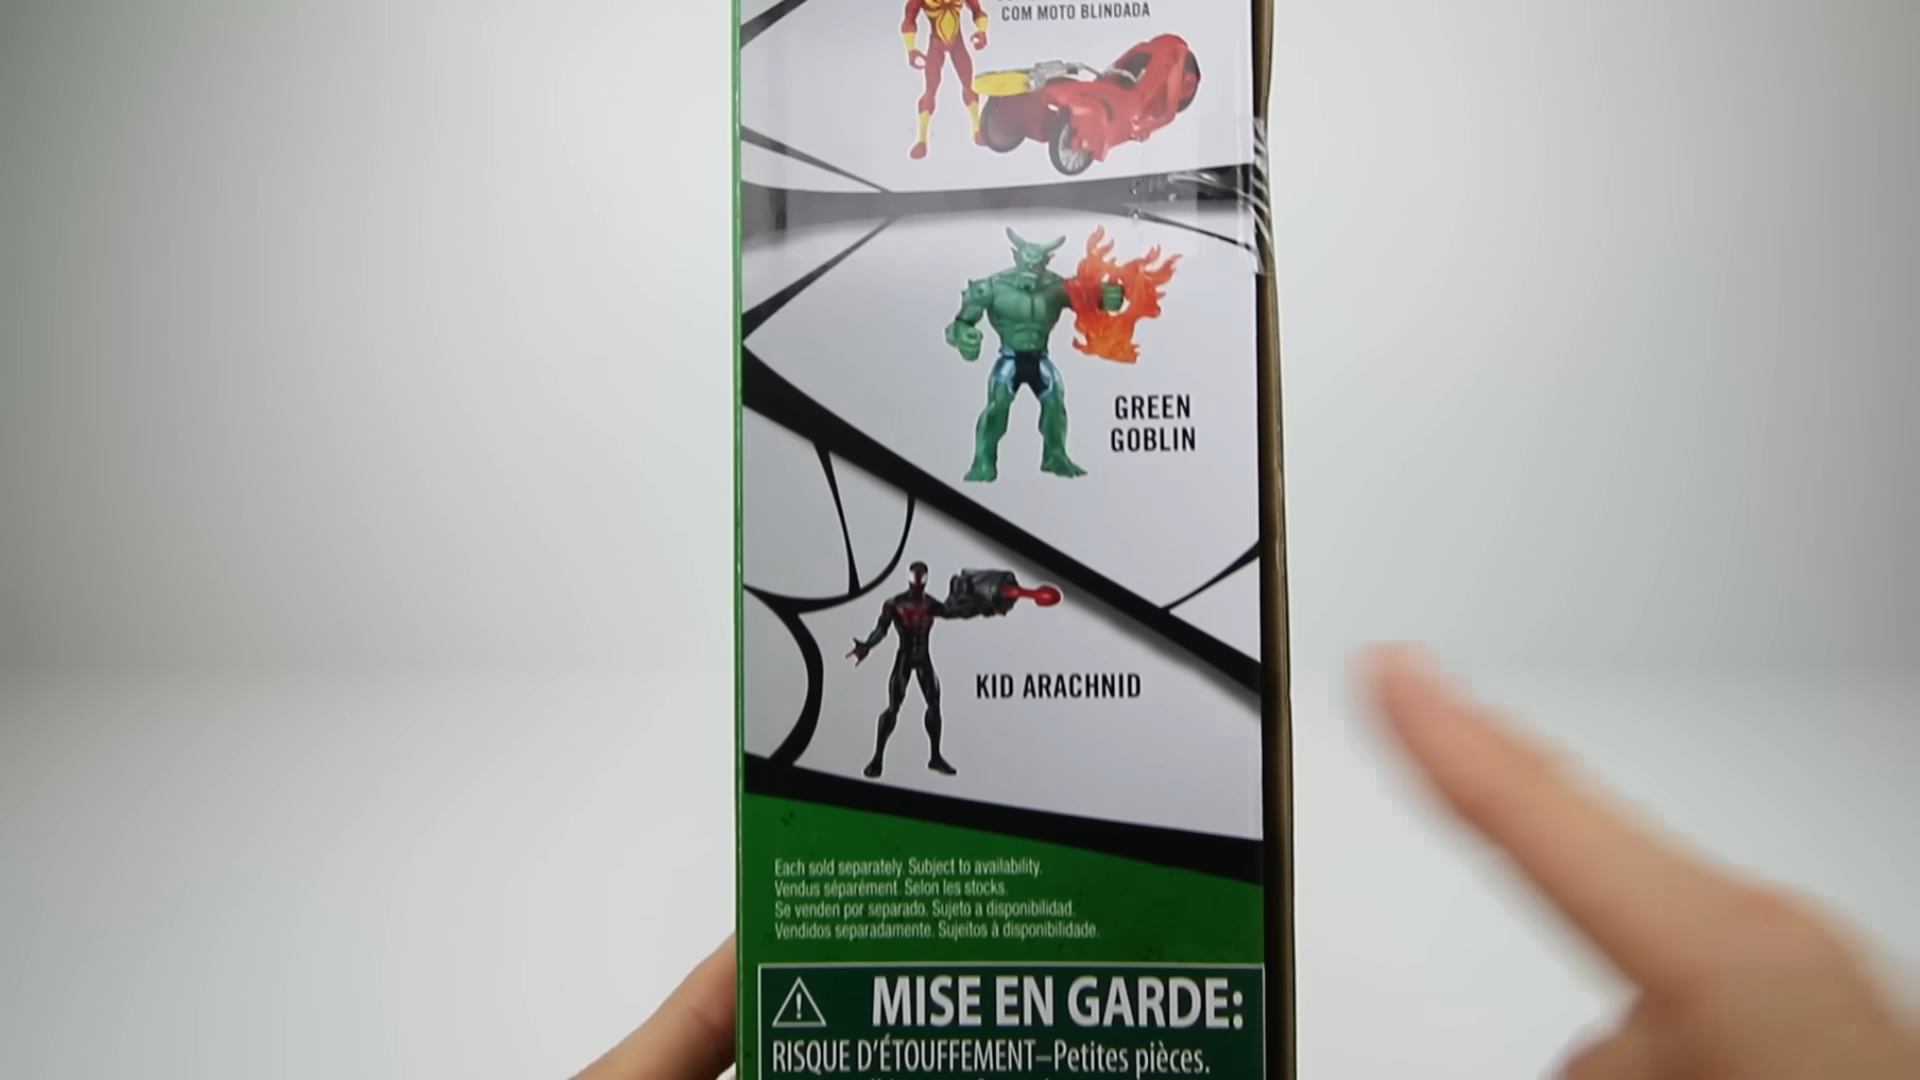 COM MOTO BLINDADA
GREEN
GOBLIN
KID ARACHNID
Each sold separately. Subject to availability.
Vendus séparément. Selon les stocks.
Se venden por separado. Sujeto a disponibilidad.
Vendidos separadamente. Sujeitos à disponibilidade.
MISE EN GARDE:
RISQUE D'ÉTOUFFEMENT–Petites pièces.